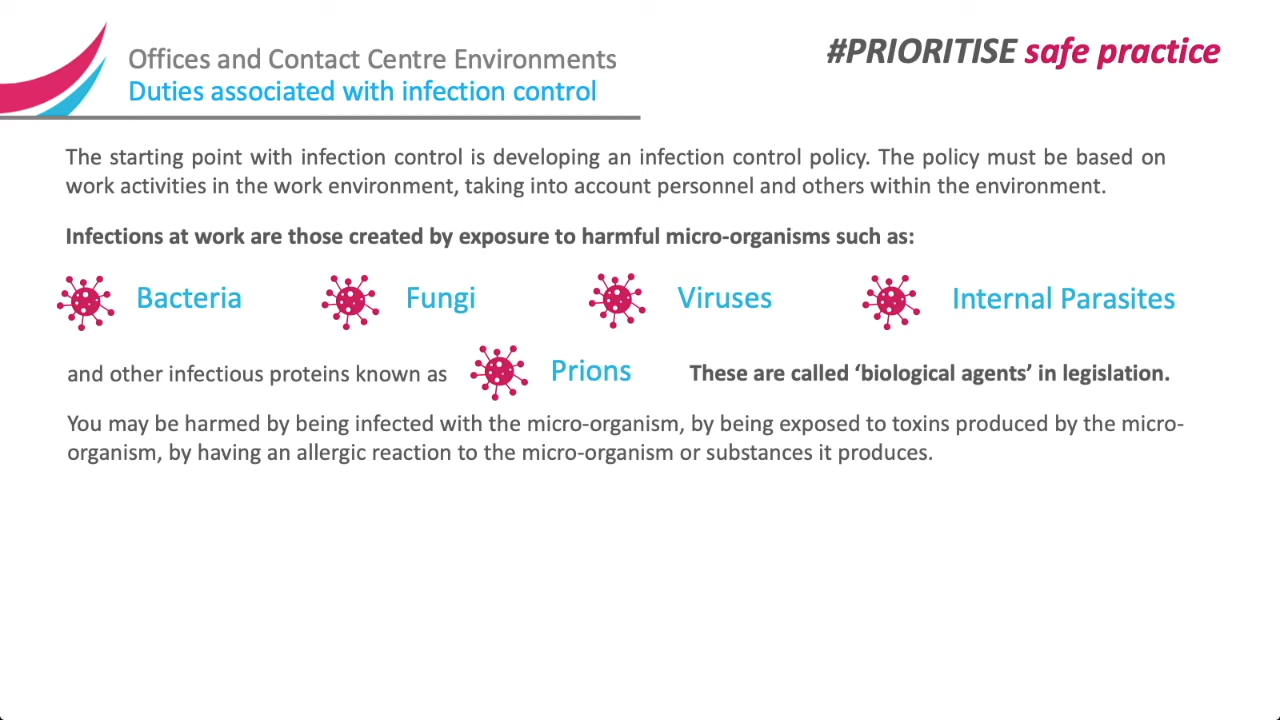 Offices and Contact Centre Environments
Duties associated with infection control
#PRIORITISE safe practice
The starting point with infection control is developing an infection control policy. The policy must be based on
work activities in the work environment, taking into account personnel and others within the environment.
Infections at work are those created by exposure to harmful micro-organisms such as:
Bacteria
Fungi
Viruses
Internal Parasites
and other infectious proteins known as
Prions
These are called ‘biological agents’ in legislation.
You may be harmed by being infected with the micro-organism, by being exposed to toxins produced by the micro-
organism, by having an allergic reaction to the micro-organism or substances it produces.